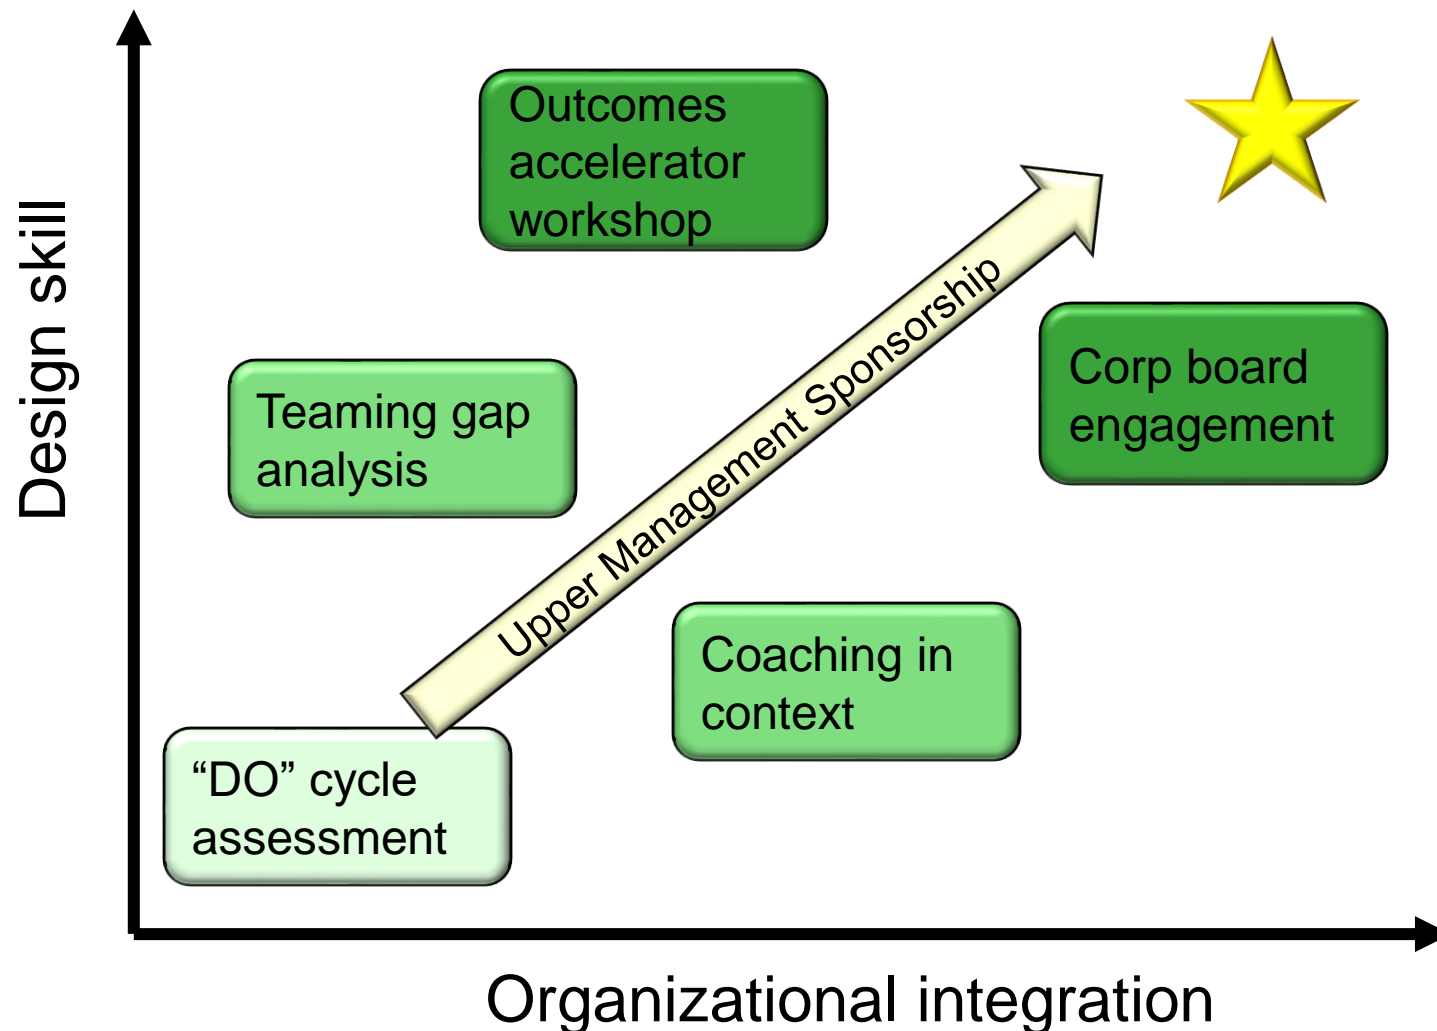 Design skill
Outcomes
accelerator
workshop
Teaming gap
analysis
Upper Management Sponsorship
Corp board
engagement
Coaching in
context
“DO” cycle
assessment
Organizational integration